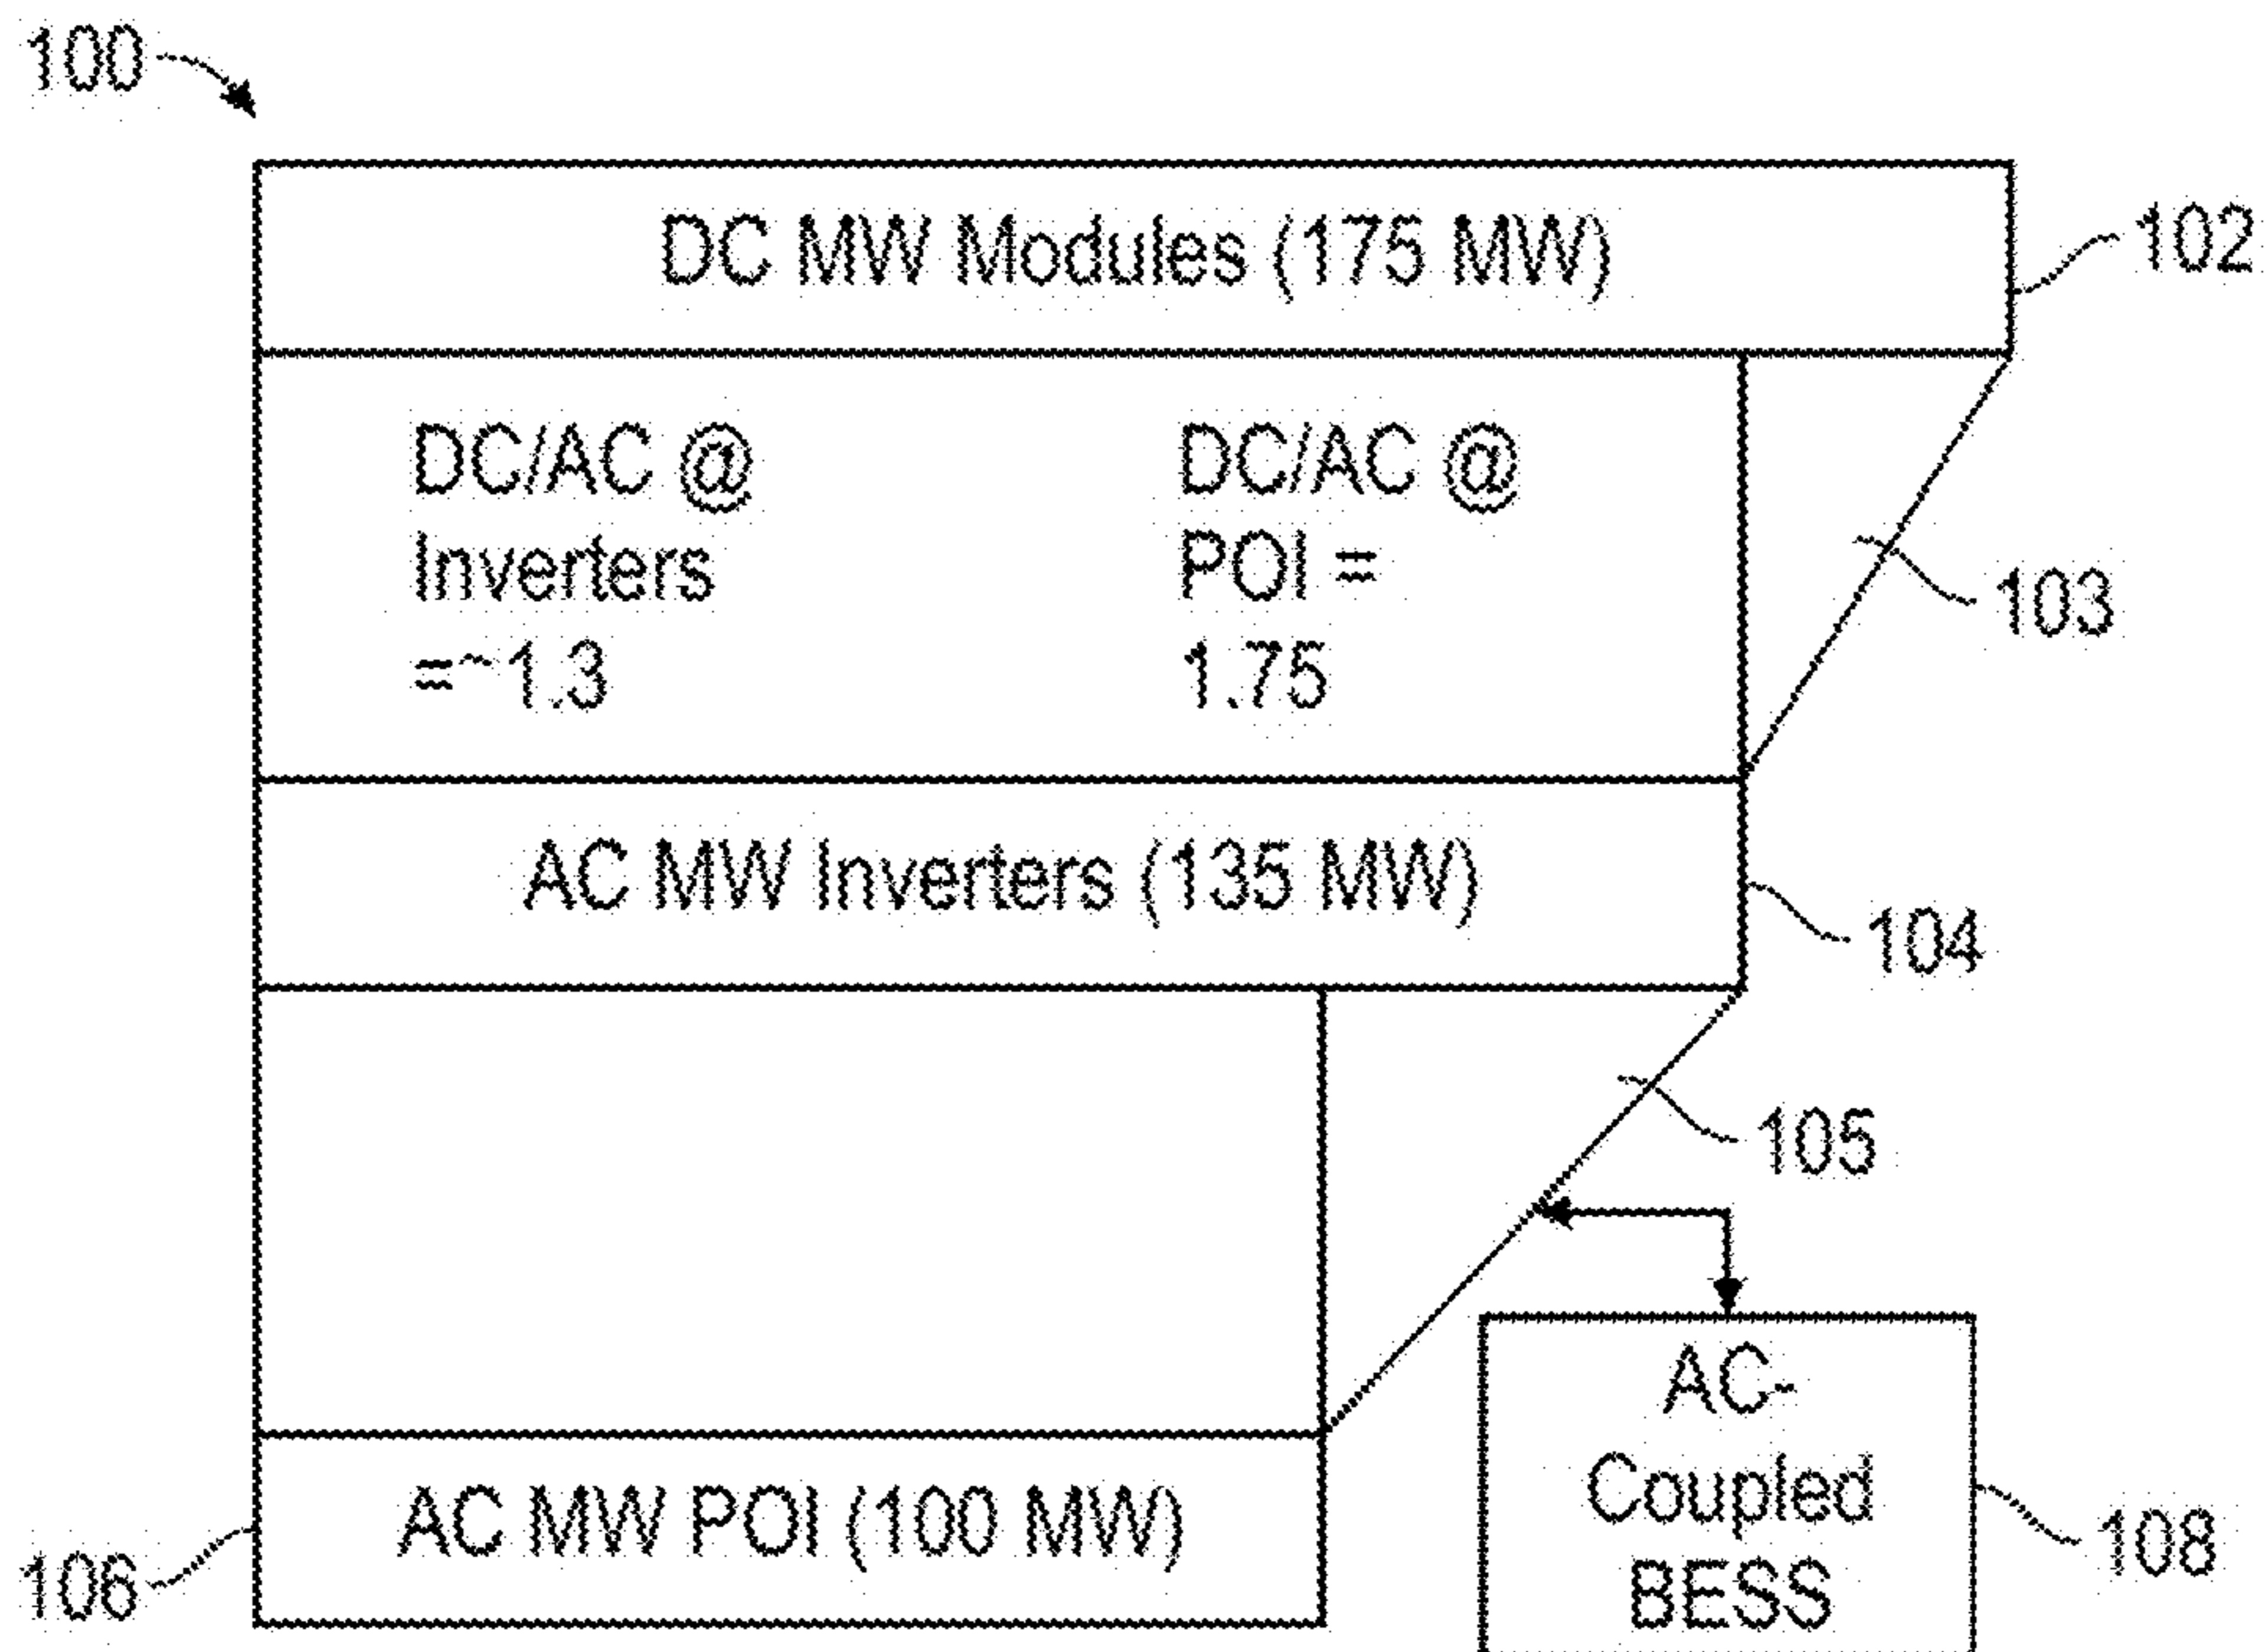 100
DC MW Modules (175 MW)
102
DC/AC @
Inverters
=~1.3
DC/AC @
POI =
1.75
103
AC MW Inverters (135 MW)
104
105
AC-
Coupled
BESS
108
AC MW POI (100 MW)
106